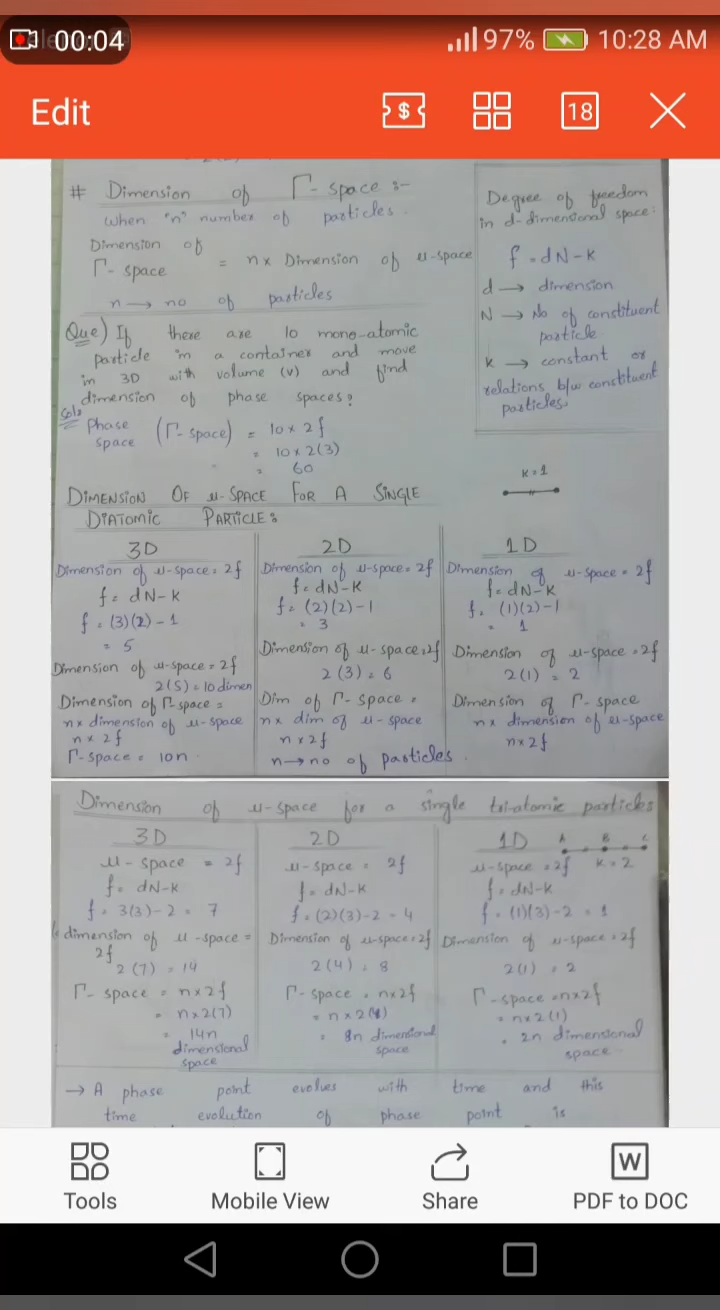 00:04
97%
10:28 AM
Edit
$
18
# Dimension of Γ- space :-
when "n" number of particles.
Dimension of
Γ- space = n x Dimension of μ-space
n → no of particles
Degree of freedom
in d-dimensional space:
f = dN-K
d → dimension
N → No of constituent
particle
K → constant or
relations b/w constituent
particles.
Que) If there are 10 mono-atomic
particle in a container and move
in 3D with volume (v) and find
dimension of phase spaces?
Sol:
Phase space (Γ- space) = 10 x 2f
= 10 x 2(3)
= 60
K=1
DIMENSION OF μ-SPACE FOR A SINGLE
DIATOMIC PARTICLE:
3D
Dimension of μ-space = 2f
f = dN-K
f = (3)(2) - 1
= 5
Dimension of μ-space = 2f
2(5) = 10 dimen
Dimension of Γ-space =
n x dimension of μ-space
n x 2f
Γ-space = 10n
2D
Dimension of μ-space = 2f
f = dN-K
f = (2)(2)-1
= 3
Dimension of μ-space = 2f
2(3) = 6
Dim of Γ-space =
n x dim of μ-space
n x 2f
n → no of particles.
1D
Dimension of μ-space = 2f
f = dN-K
f = (1)(2)-1
= 1
Dimension of μ-space = 2f
2(1) = 2
Dimension of Γ-space
n x dimension of μ-space
n x 2f
Dimension of μ-space for a single tri-atomic particles
3D
μ-space = 2f
f = dN-K
f = 3(3)-2 = 7
dimension of μ-space =
2f
2(7) = 14
Γ-space = n x 2f
= n x 2(7)
= 14n
dimensional
space
2D
μ-space = 2f
f = dN-K
f = (2)(3)-2 = 4
Dimension of μ-space = 2f
2(4) = 8
Γ-space = n x 2f
= n x 2(4)
= 8n dimensional
space
1D
A B C
μ-space = 2f K = 2
f = dN-K
f = (1)(3)-2 = 1
Dimension of μ-space = 2f
2(1) = 2
Γ-space = n x 2f
= n x 2(1)
= 2n dimensional
space
→ A phase point evolves with time and this
time evolution of phase point is
Tools
Mobile View
Share
W
PDF to DOC